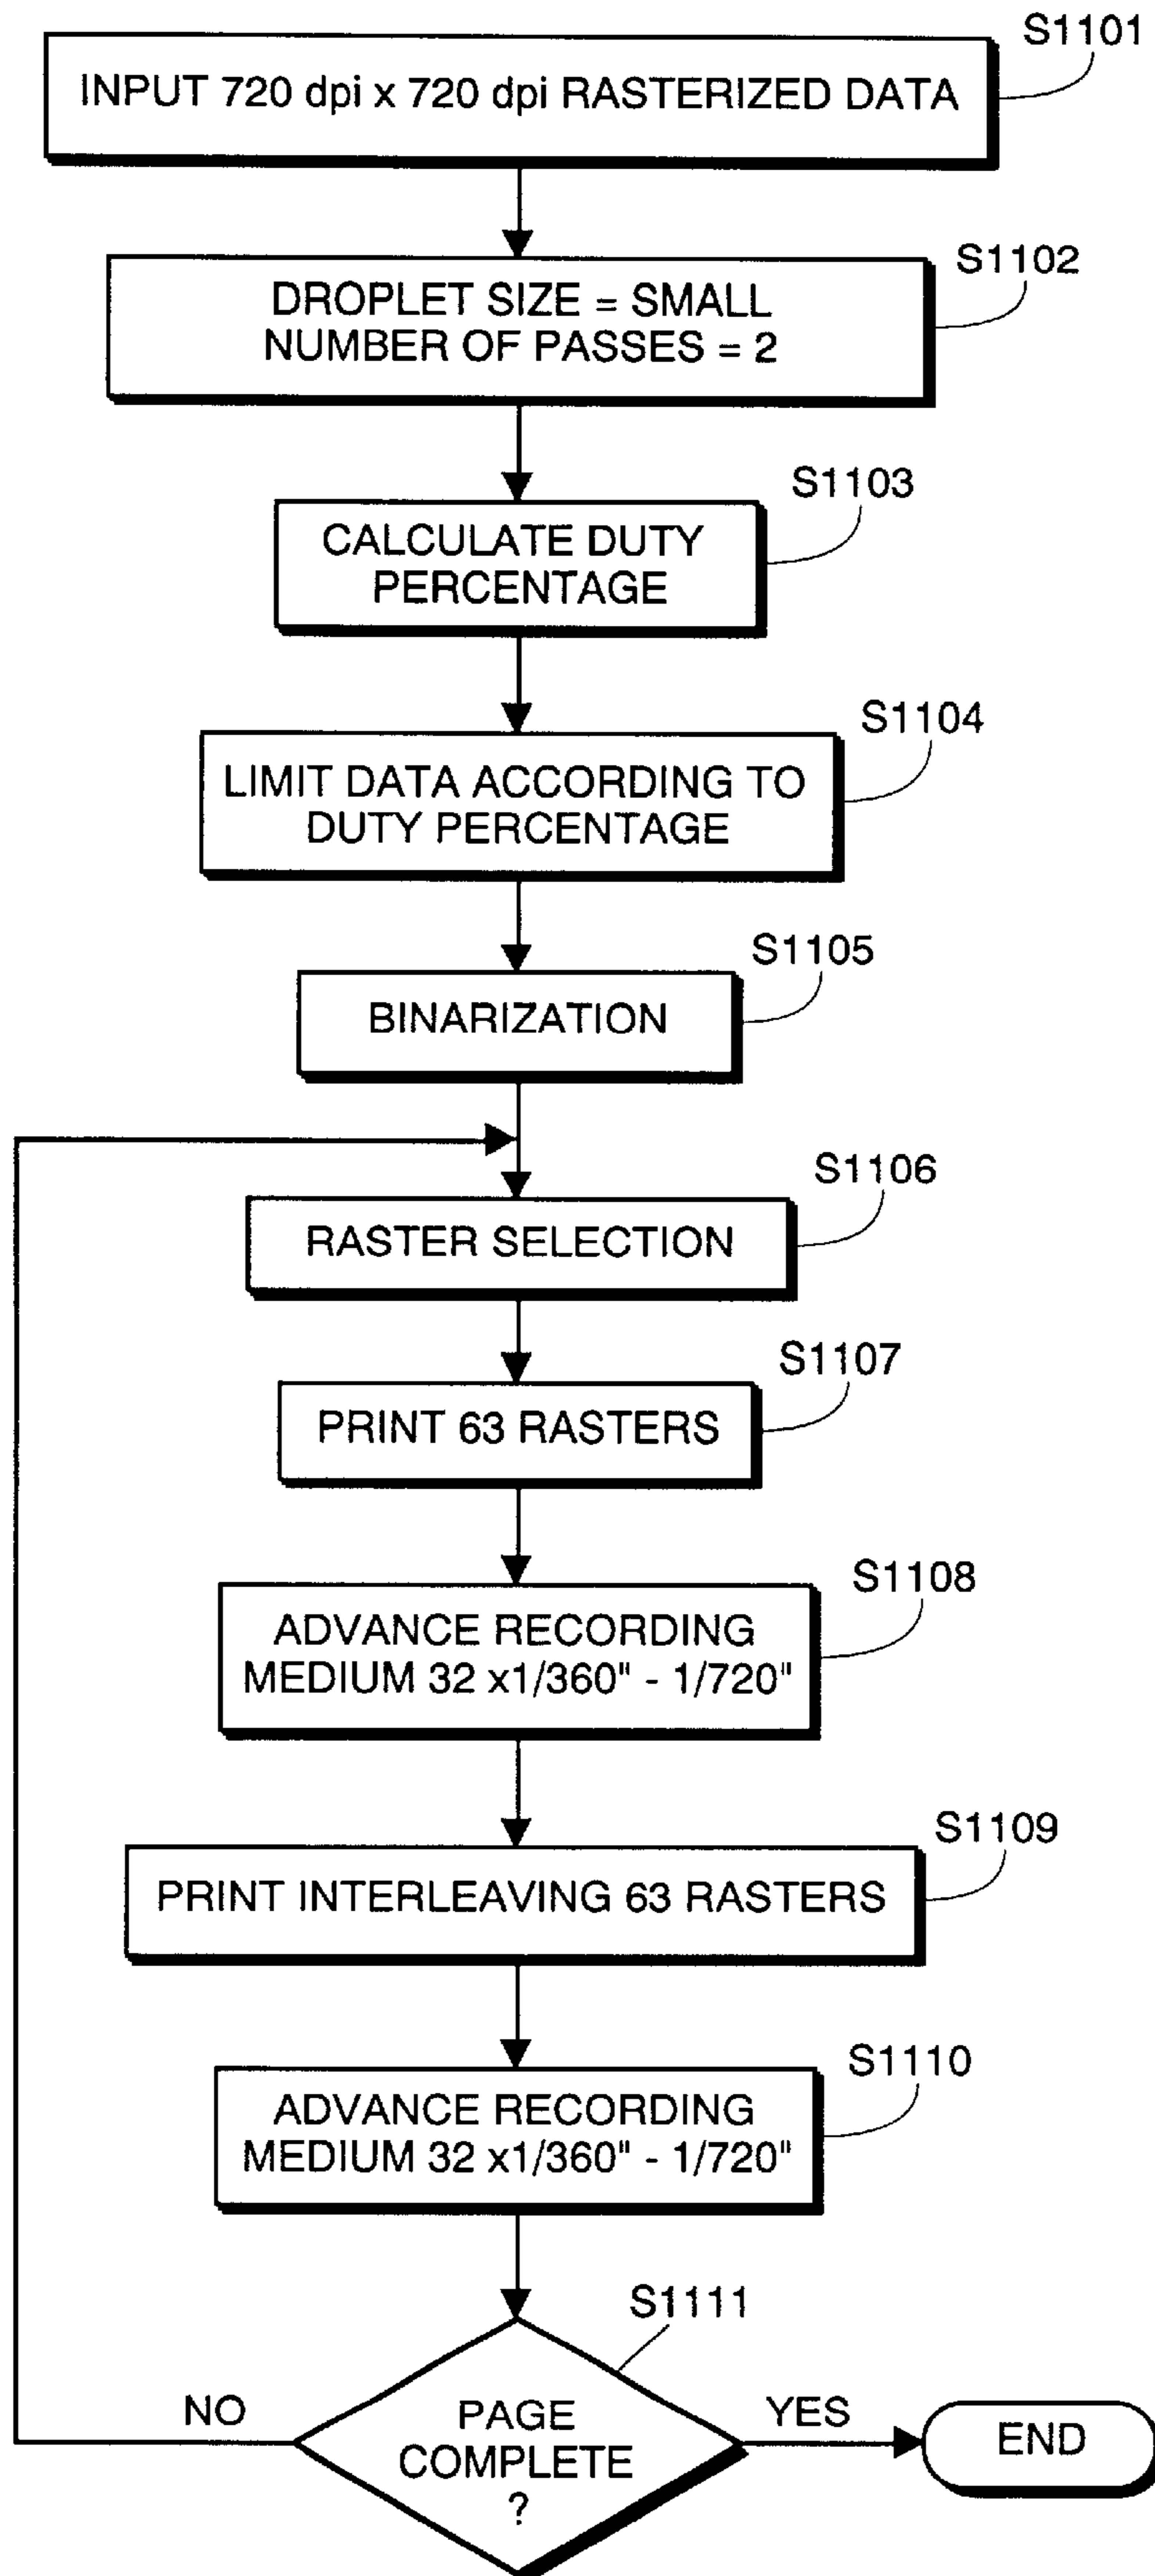 S1101
INPUT 720 dpi x 720 dpi RASTERIZED DATA
S1102
DROPLET SIZE = SMALL
NUMBER OF PASSES = 2
S1103
CALCULATE DUTY
PERCENTAGE
S1104
LIMIT DATA ACCORDING TO
DUTY PERCENTAGE
S1105
BINARIZATION
S1106
RASTER SELECTION
S1107
PRINT 63 RASTERS
S1108
ADVANCE RECORDING
MEDIUM 32 x1/360" - 1/720"
S1109
PRINT INTERLEAVING 63 RASTERS
S1110
ADVANCE RECORDING
MEDIUM 32 x1/360" - 1/720"
S1111
NO
PAGE
COMPLETE
?
YES
END